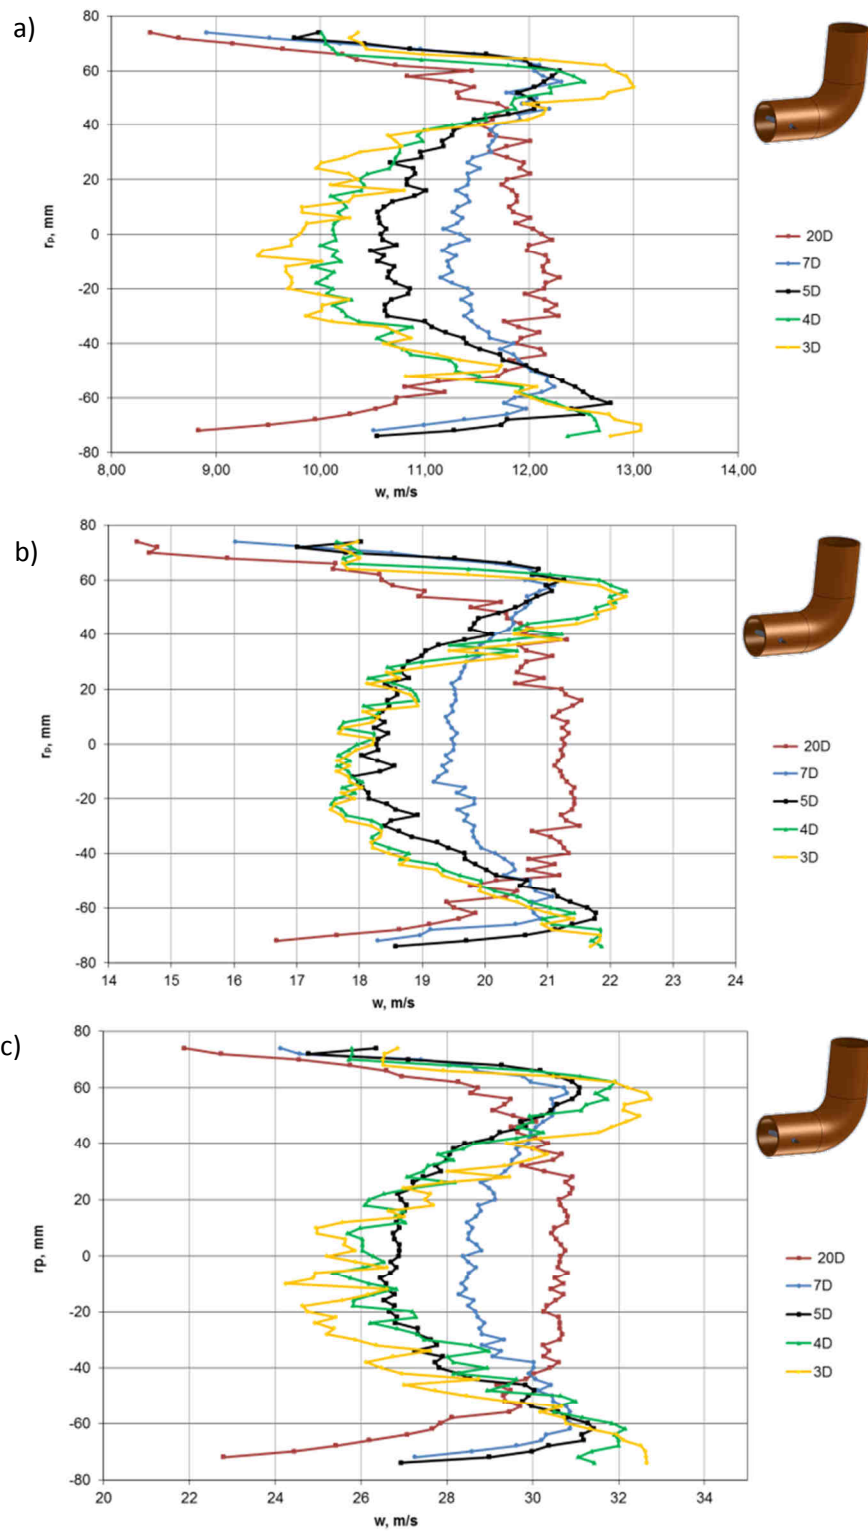 a)
80
60
40
20
0
-20
-40
-60
-80
rₚ, mm
8,00 9,00 10,00 11,00 12,00 13,00 14,00
w, m/s
20D
7D
5D
4D
3D
b)
80
60
40
20
0
-20
-40
-60
-80
rₚ, mm
14 15 16 17 18 19 20 21 22 23 24
w, m/s
20D
7D
5D
4D
3D
c)
80
60
40
20
0
-20
-40
-60
-80
rp, mm
20 22 24 26 28 30 32 34
w, m/s
20D
7D
5D
4D
3D